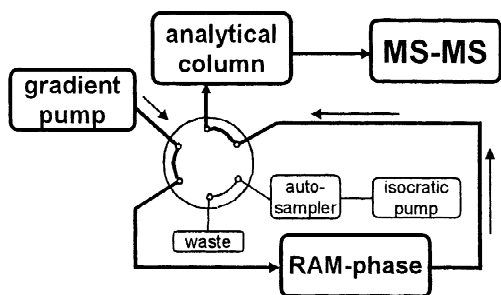 analytical
column
MS-MS
gradient
pump
auto-
sampler
isocratic
pump
waste
RAM-phase